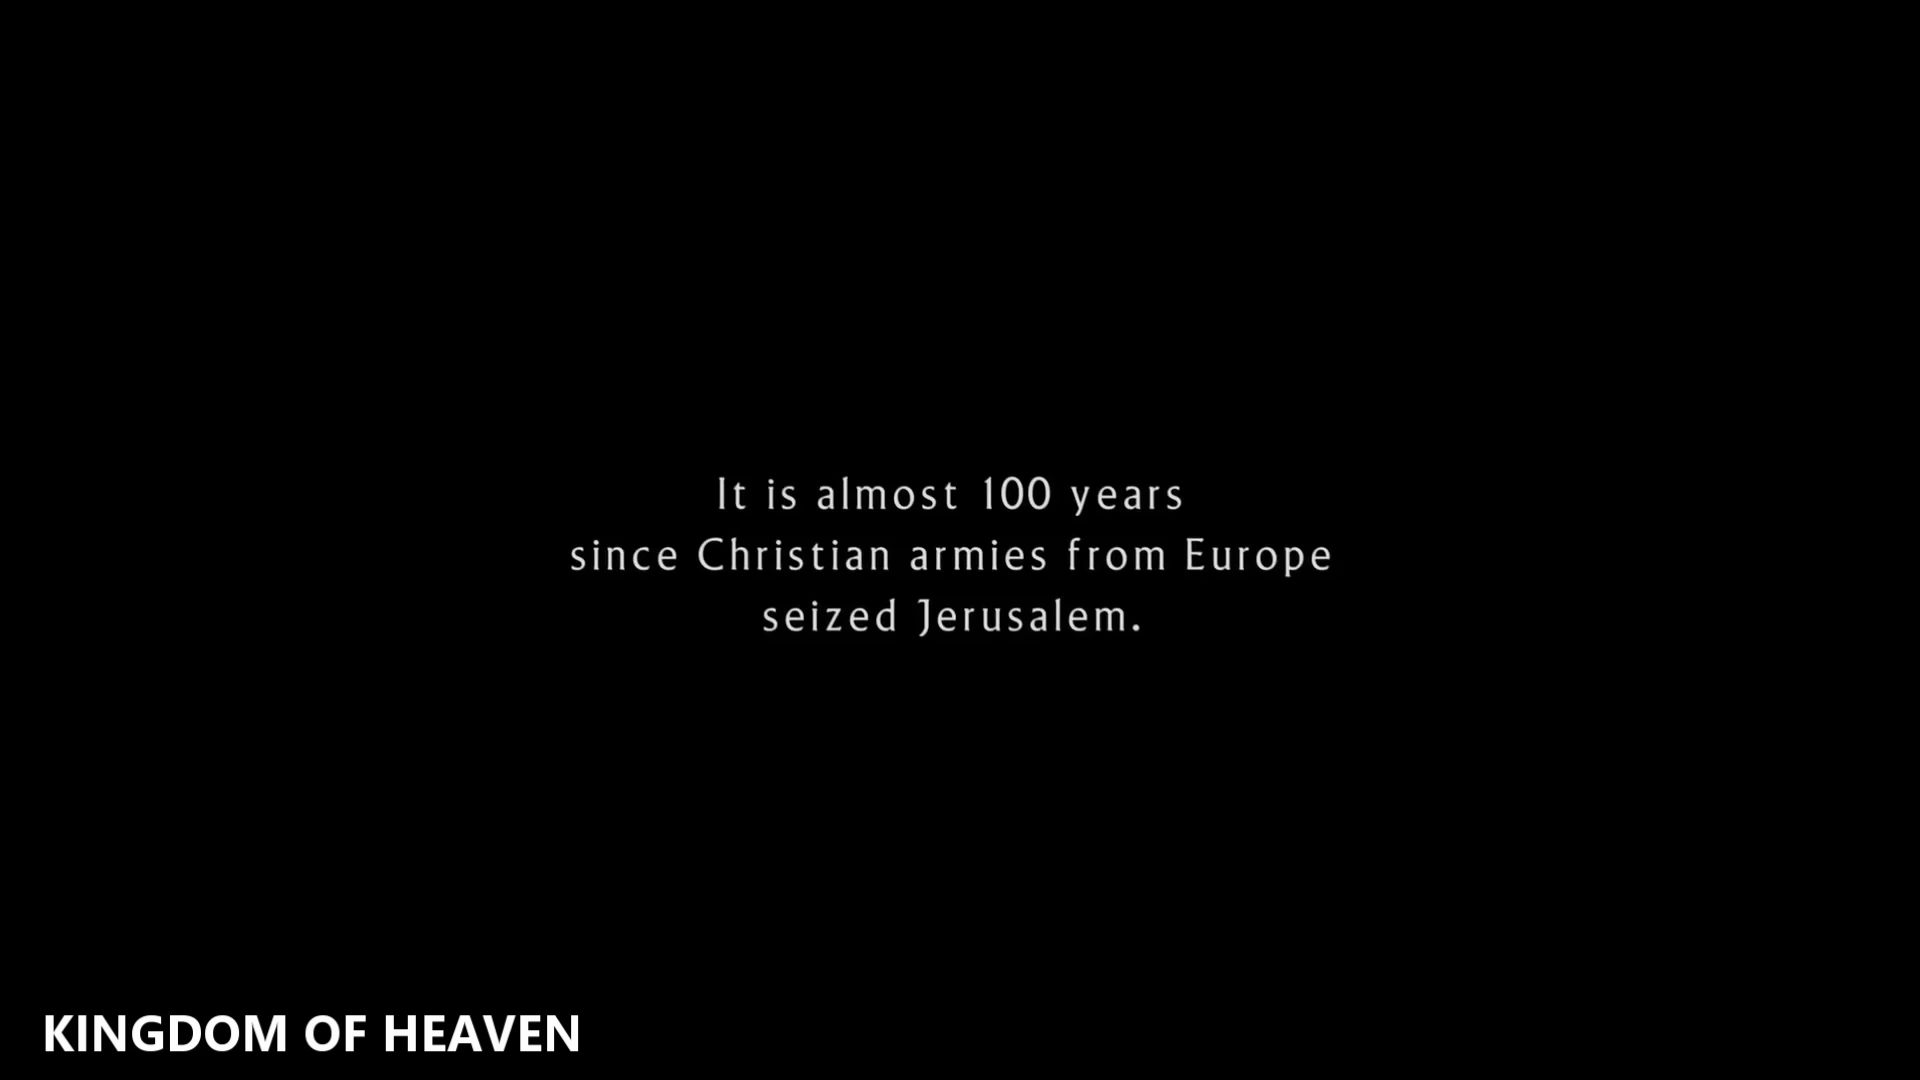 It is almost 100 years
since Christian armies from Europe
seized Jerusalem.
KINGDOM OF HEAVEN